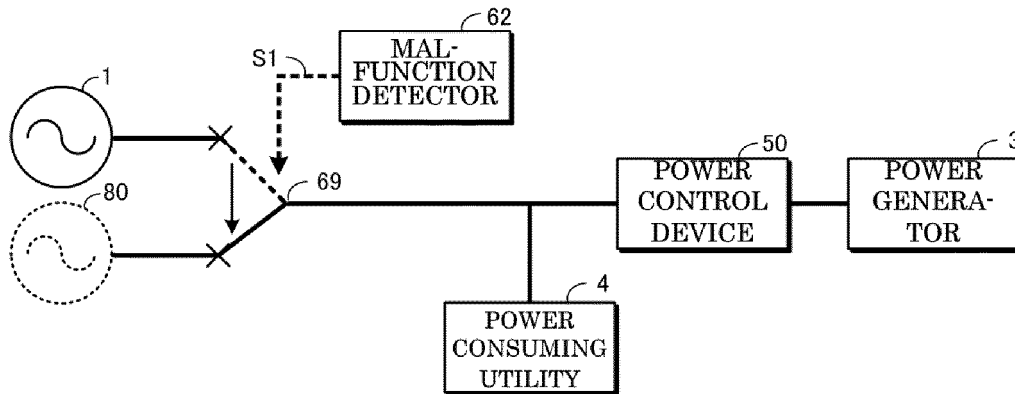 62
MAL-
FUNCTION
DETECTOR
S1
1
80
69
50
POWER
CONTROL
DEVICE
3
POWER
GENERA-
TOR
4
POWER
CONSUMING
UTILITY